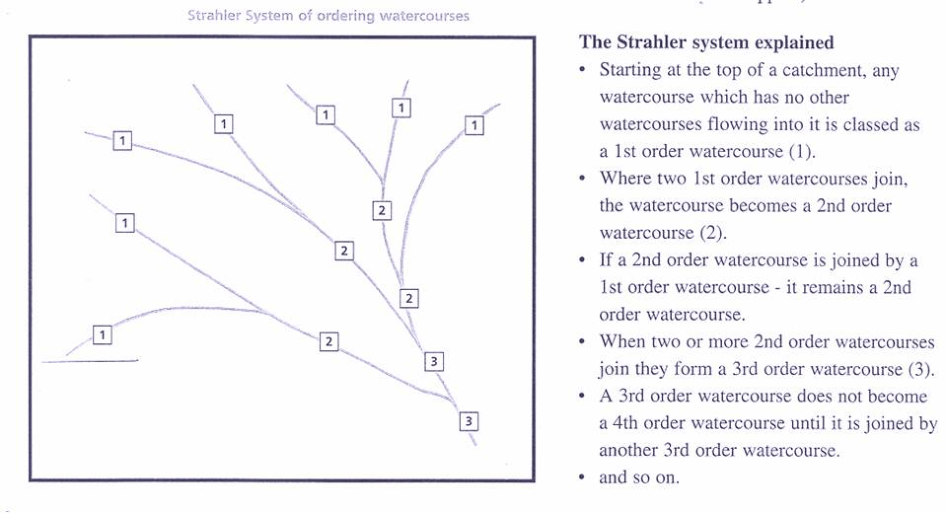 Strahler System of ordering watercourses
1
1
1
1
1
1
2
1
2
2
1
2
3
3
The Strahler system explained
• Starting at the top of a catchment, any
watercourse which has no other
watercourses flowing into it is classed as
a 1st order watercourse (1).
• Where two 1st order watercourses join,
the watercourse becomes a 2nd order
watercourse (2).
• If a 2nd order watercourse is joined by a
1st order watercourse - it remains a 2nd
order watercourse.
• When two or more 2nd order watercourses
join they form a 3rd order watercourse (3).
• A 3rd order watercourse does not become
a 4th order watercourse until it is joined by
another 3rd order watercourse.
• and so on.